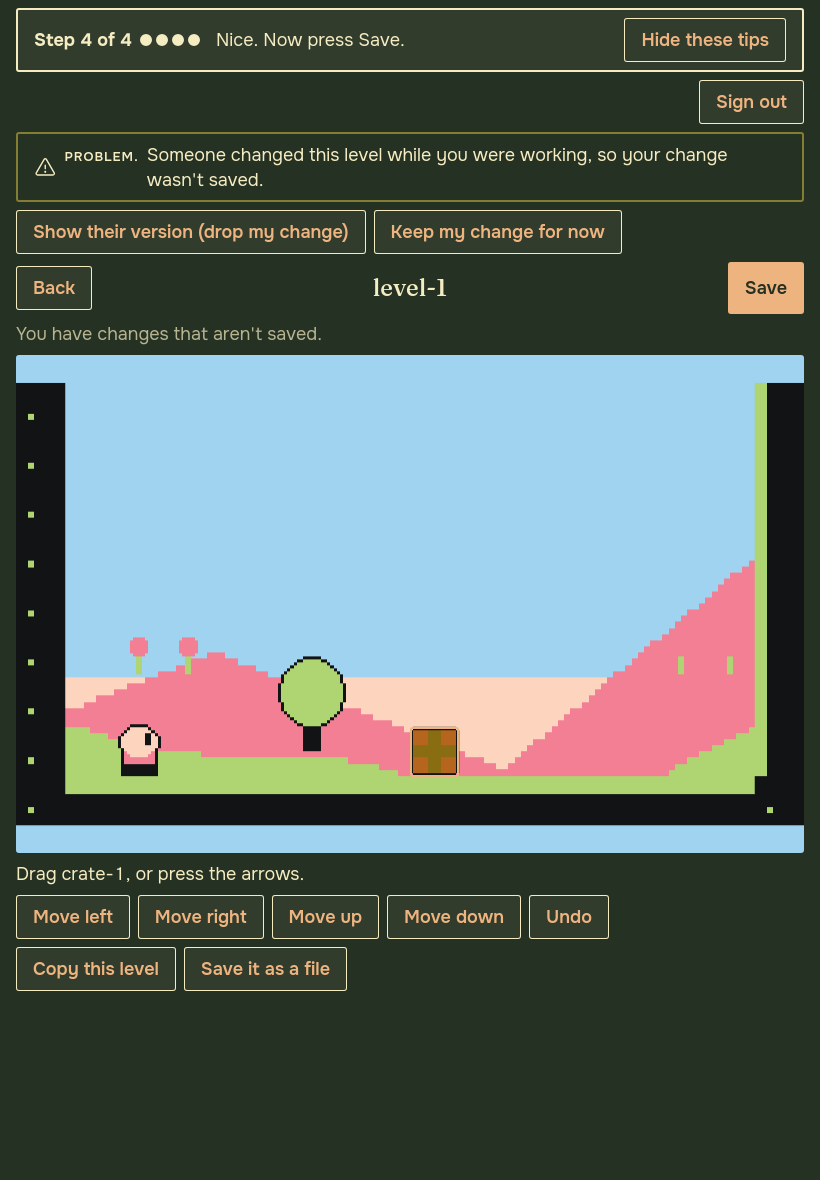 Step 4 of 4 Nice. Now press Save. Hide these tips
Sign out
PROBLEM. Someone changed this level while you were working, so your change
wasn't saved.
Show their version (drop my change) Keep my change for now
Back level-1 Save
You have changes that aren't saved.
Drag crate-1, or press the arrows.
Move left Move right Move up Move down Undo
Copy this level Save it as a file